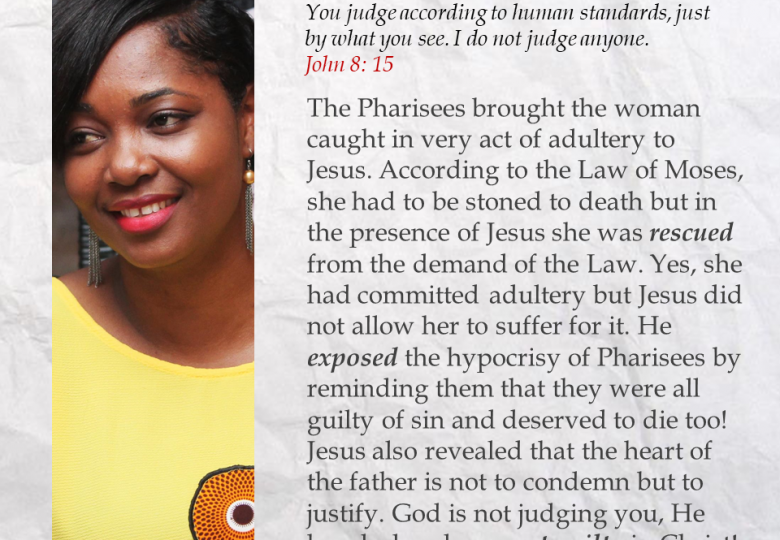 You judge according to human standards, just
by what you see. I do not judge anyone.
John 8: 15
The Pharisees brought the woman
caught in very act of adultery to
Jesus. According to the Law of Moses,
she had to be stoned to death but in
the presence of Jesus she was rescued
from the demand of the Law. Yes, she
had committed adultery but Jesus did
not allow her to suffer for it. He
exposed the hypocrisy of Pharisees by
reminding them that they were all
guilty of sin and deserved to die too!
Jesus also revealed that the heart of
the father is not to condemn but to
justify. God is not judging you, He